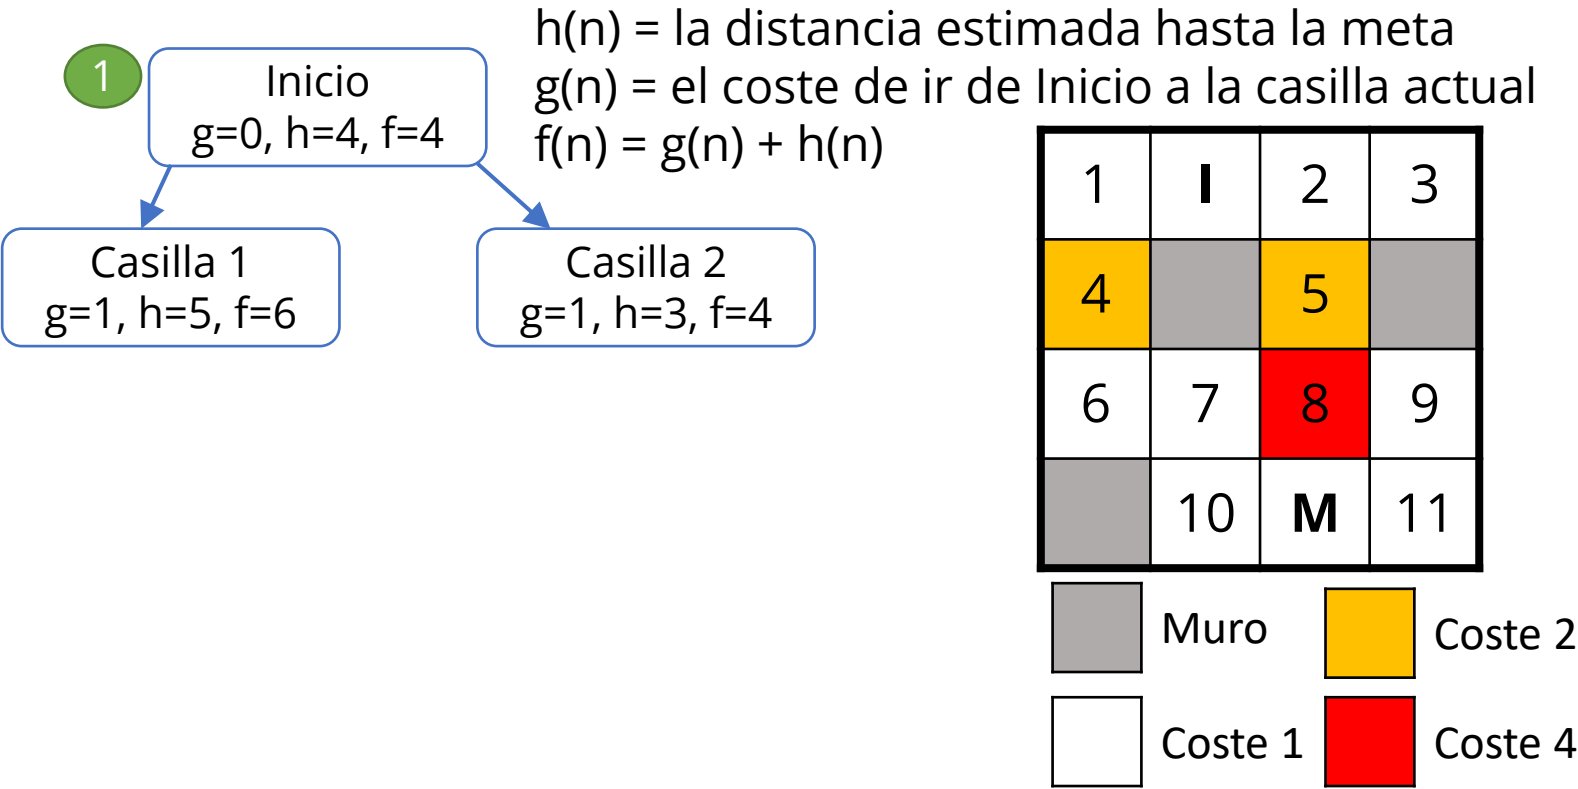 h(n) = la distancia estimada hasta la meta
g(n) = el coste de ir de Inicio a la casilla actual
f(n) = g(n) + h(n)
1
Inicio
g=0, h=4, f=4
Casilla 1
g=1, h=5, f=6
Casilla 2
g=1, h=3, f=4
1 I 2 3
4 5
6 7 8 9
10 M 11
Muro
Coste 2
Coste 1
Coste 4